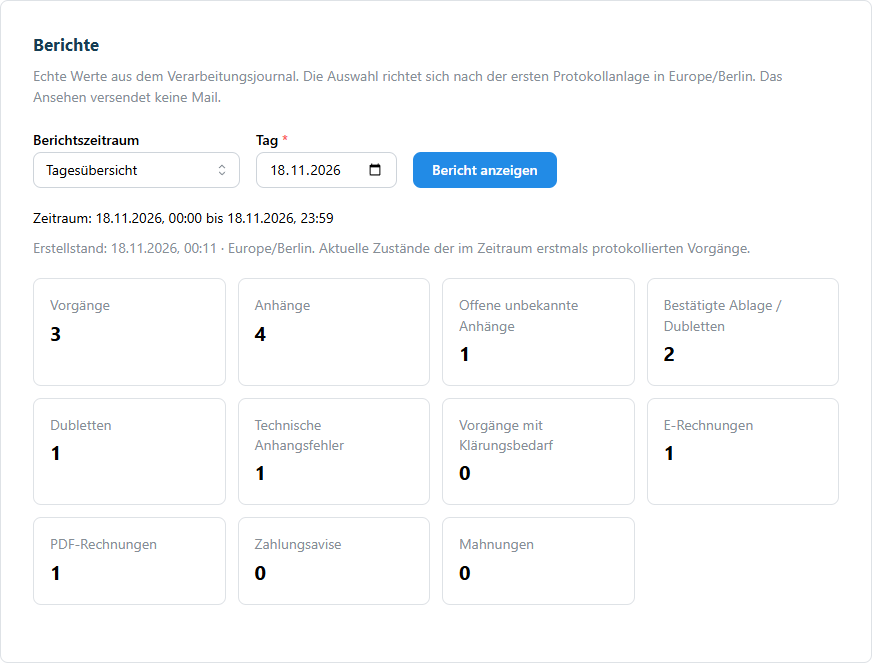 Berichte
Echte Werte aus dem Verarbeitungsjournal. Die Auswahl richtet sich nach der ersten Protokollanlage in Europe/Berlin. Das
Ansehen versendet keine Mail.
Berichtszeitraum
Tag *
Tagesübersicht
18.11.2026
Bericht anzeigen
Zeitraum: 18.11.2026, 00:00 bis 18.11.2026, 23:59
Erstellstand: 18.11.2026, 00:11 · Europe/Berlin. Aktuelle Zustände der im Zeitraum erstmals protokollierten Vorgänge.
Vorgänge
3
Anhänge
4
Offene unbekannte
Anhänge
1
Bestätigte Ablage /
Dubletten
2
Dubletten
1
Technische
Anhangsfehler
1
Vorgänge mit
Klärungsbedarf
0
E-Rechnungen
1
PDF-Rechnungen
1
Zahlungsavise
0
Mahnungen
0